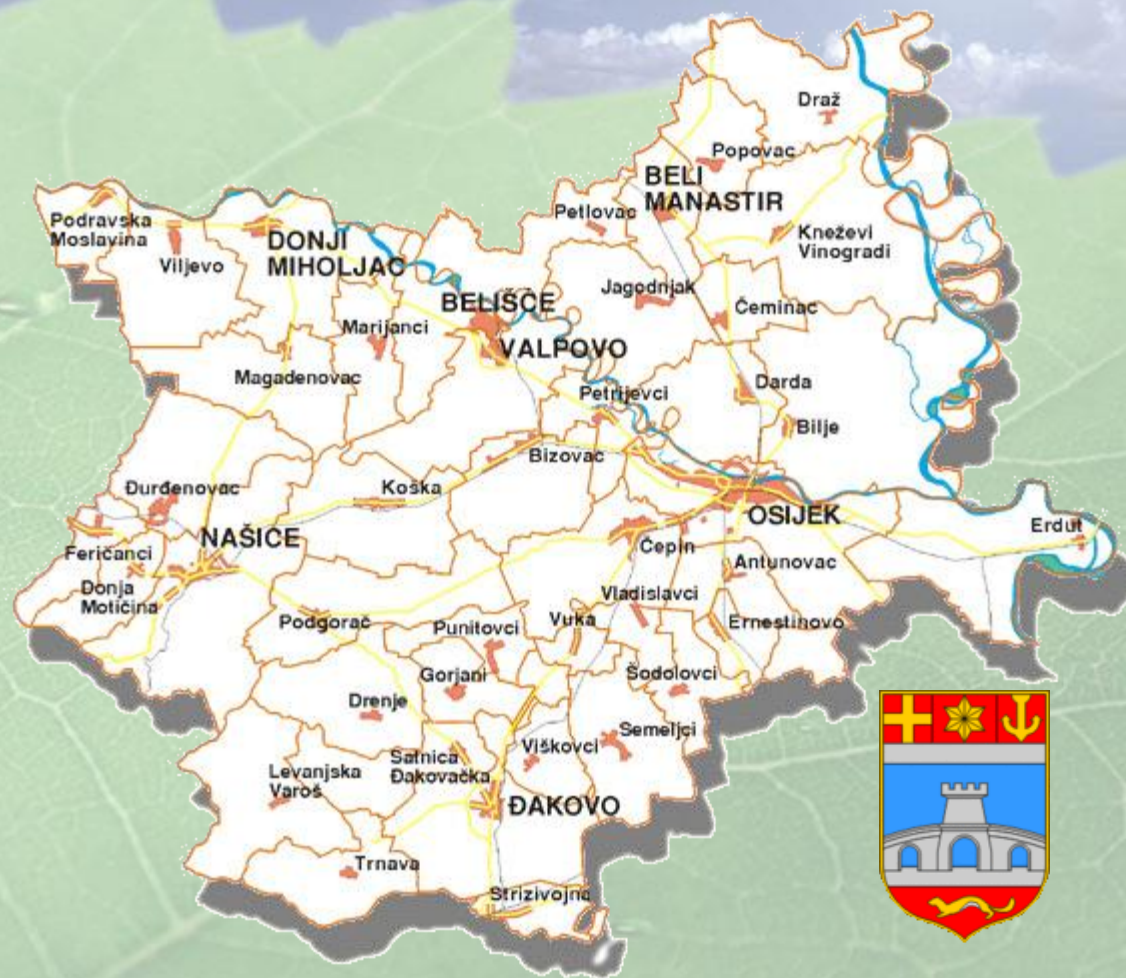 Draž
Popovac
BELI
MANASTIR
Petlovac
Kneževi
Vinogradi
Podravska
Moslavina
Viljevo
DONJI
MIHOLJAC
Jagodnjak
Čeminac
BELIŠĆE
Marijanci
VALPOVO
Magadenovac
Darda
Petrijevci
Bilje
Bizovac
Koška
Đurđenovac
OSIJEK
Erdut
NAŠICE
Feričanci
Čepin
Antunovac
Donja
Motičina
Vladislavci
Podgorač
Punitovci
Vuka
Ernestinovo
Gorjani
Šodolovci
Drenje
Semeljci
Viškovci
Satnica
Đakovačka
Levanjska
Varoš
ĐAKOVO
Trnava
Strizivojna